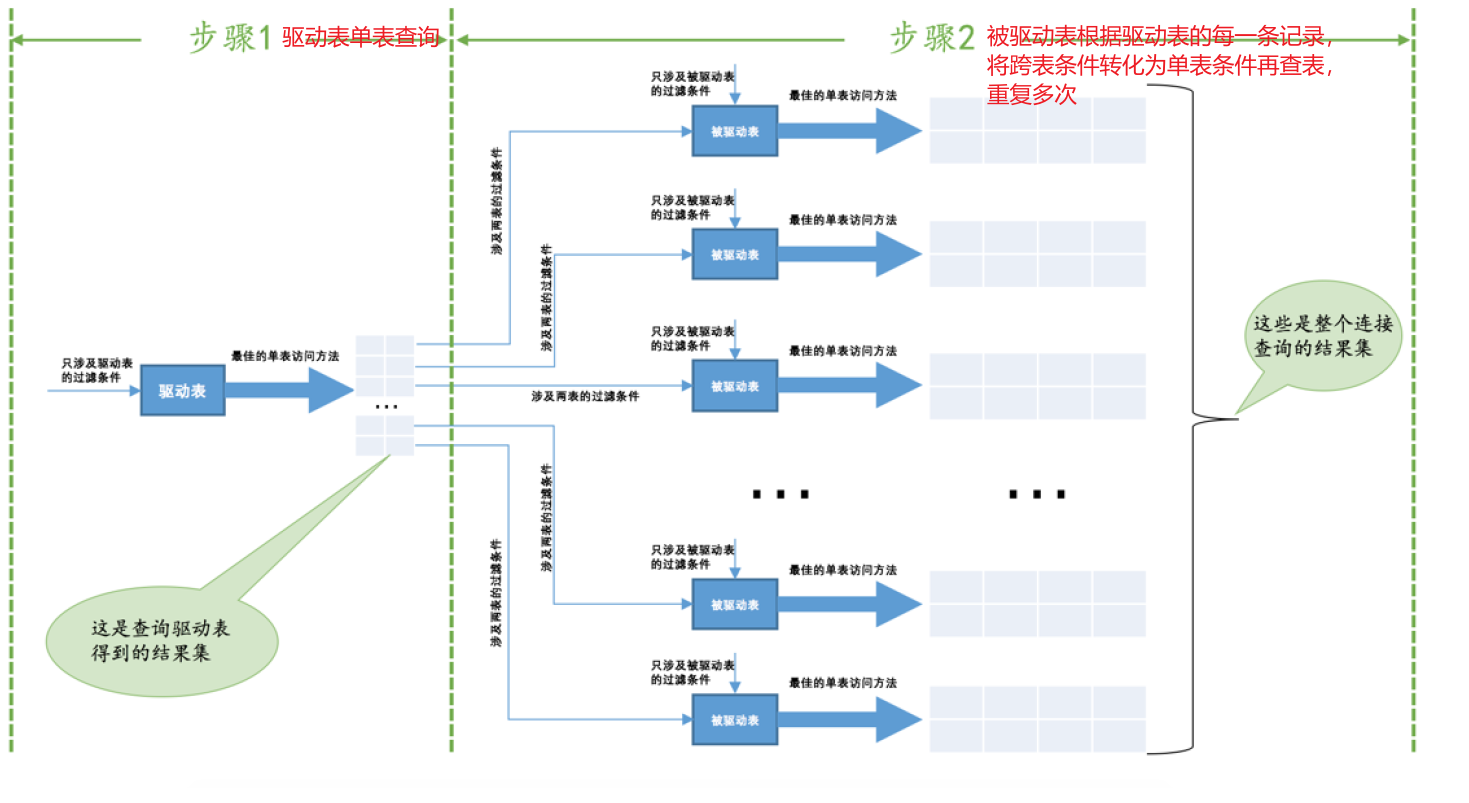 步骤1 驱动表单表查询
步骤2 被驱动表根据驱动表的每一条记录，
将跨表条件转化为单表条件再查表，
重复多次
只涉及驱动表
的过滤条件
驱动表
最佳的单表访问方法
...
这是查询驱动表
得到的结果集
涉及两表的过滤条件
只涉及被驱动表
的过滤条件
被驱动表
最佳的单表访问方法
涉及两表的过滤条件
只涉及被驱动表
的过滤条件
被驱动表
最佳的单表访问方法
涉及两表的过滤条件
只涉及被驱动表
的过滤条件
被驱动表
最佳的单表访问方法
... ...
涉及两表的过滤条件
只涉及被驱动表
的过滤条件
被驱动表
最佳的单表访问方法
涉及两表的过滤条件
只涉及被驱动表
的过滤条件
被驱动表
最佳的单表访问方法
这些是整个连接
查询的结果集